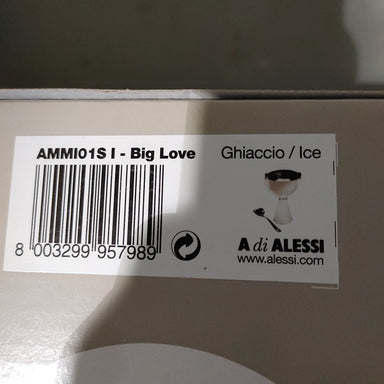 AMMI01S I - Big Love
Ghiaccio / Ice
8 003299 957989
A di ALESSI
www.alessi.com